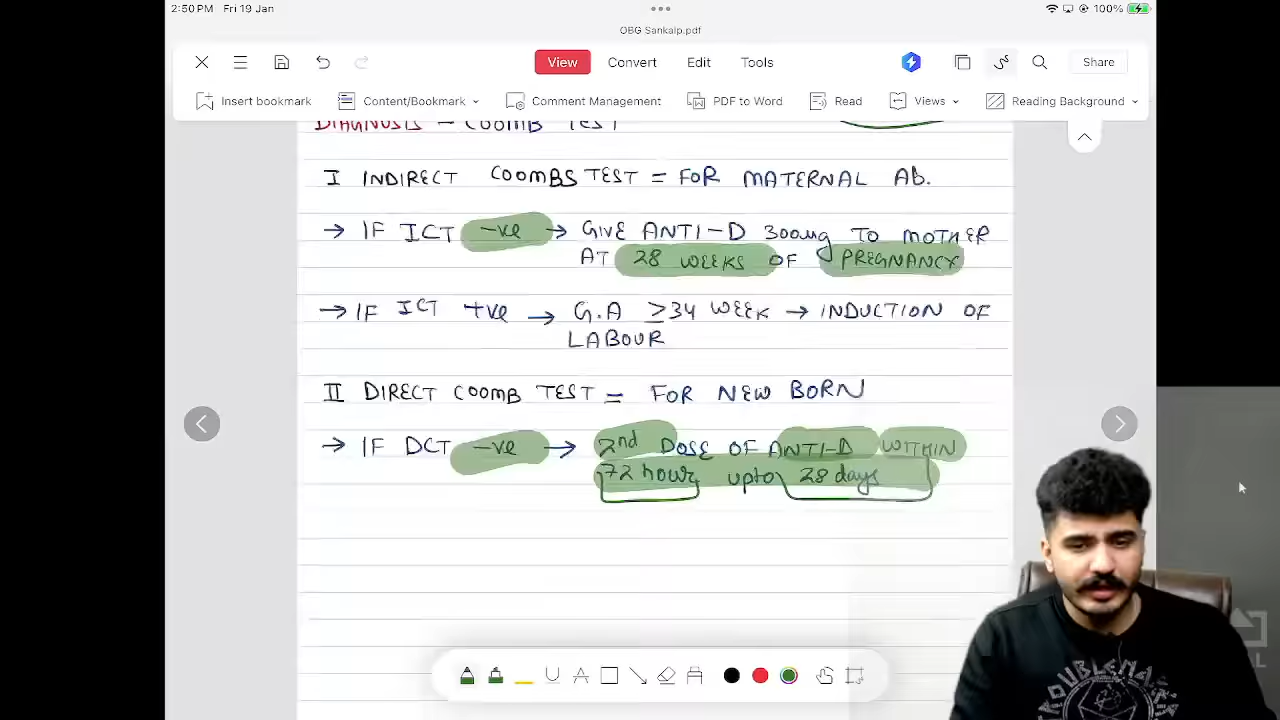 2:50 PM Fri 19 Jan
100%
OBG Sankalp.pdf
View Convert Edit Tools Share
Insert bookmark Content/Bookmark Comment Management PDF to Word Read Views Reading Background
DIAGNOSIS - COOMB TEST
I INDIRECT COOMBS TEST = FOR MATERNAL Ab.
→ IF ICT -ve → GIVE ANTI-D 300ug TO MOTHER
AT 28 WEEKS OF PREGNANCY
→ IF ICT +ve → G.A ≥34 WEEK → INDUCTION OF
LABOUR
II DIRECT COOMB TEST = FOR NEW BORN
→ IF DCT -ve → 2nd DOSE OF ANTI-D WITHIN
72 hour upto 28 days